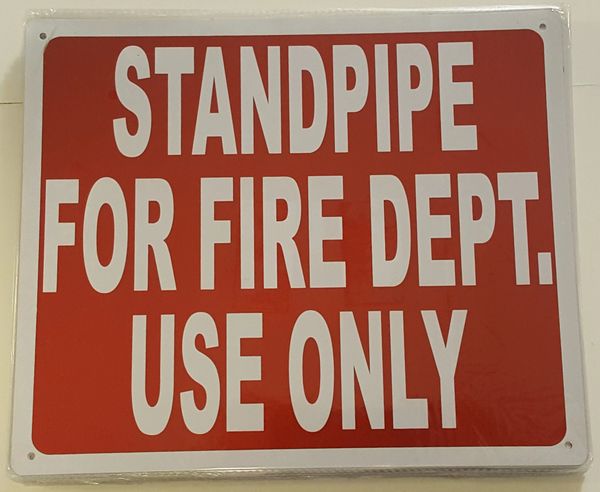 STANDPIPE
FOR FIRE DEPT.
USE ONLY